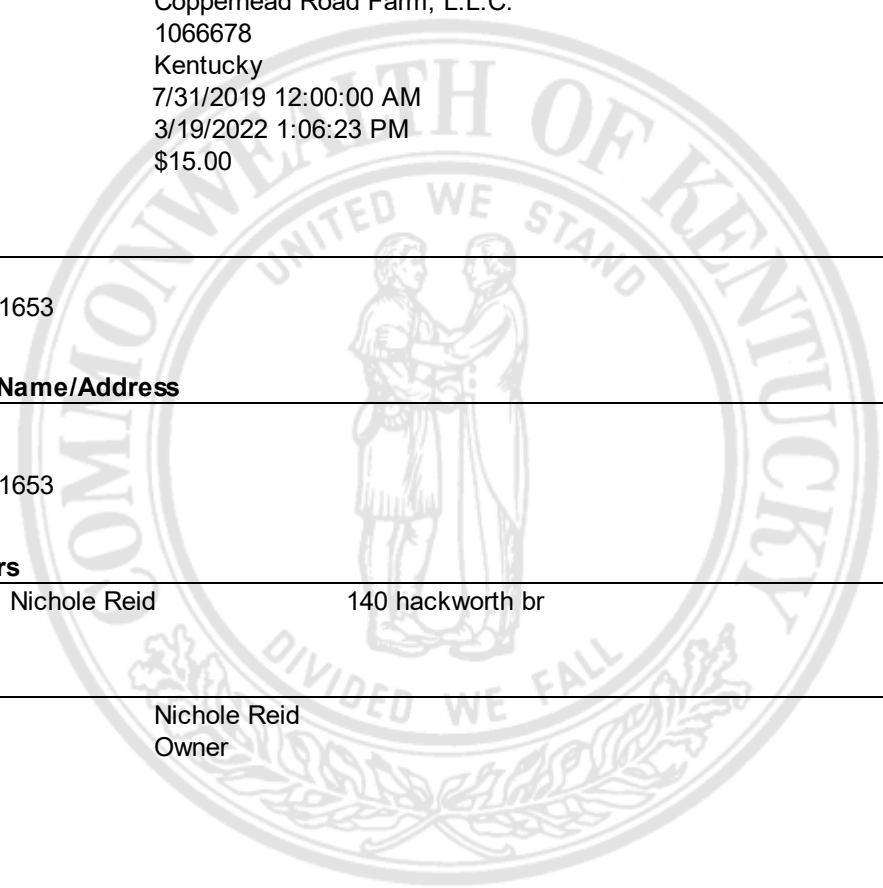 Copperhead Road Farm, L.L.C.
1066678
Kentucky
7/31/2019 12:00:00 AM
3/19/2022 1:06:23 PM
$15.00
COMMONWEALTH OF KENTUCKY
UNITED WE STAND
1653
Name/Address
1653
rs
Nichole Reid 140 hackworth br
DIVIDED WE FALL
Nichole Reid
Owner